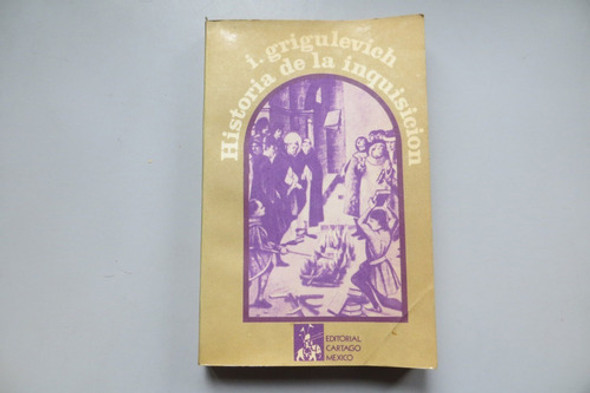 i. grigulevich
Historia de la inquisicion
EDITORIAL
CARTAGO
MEXICO